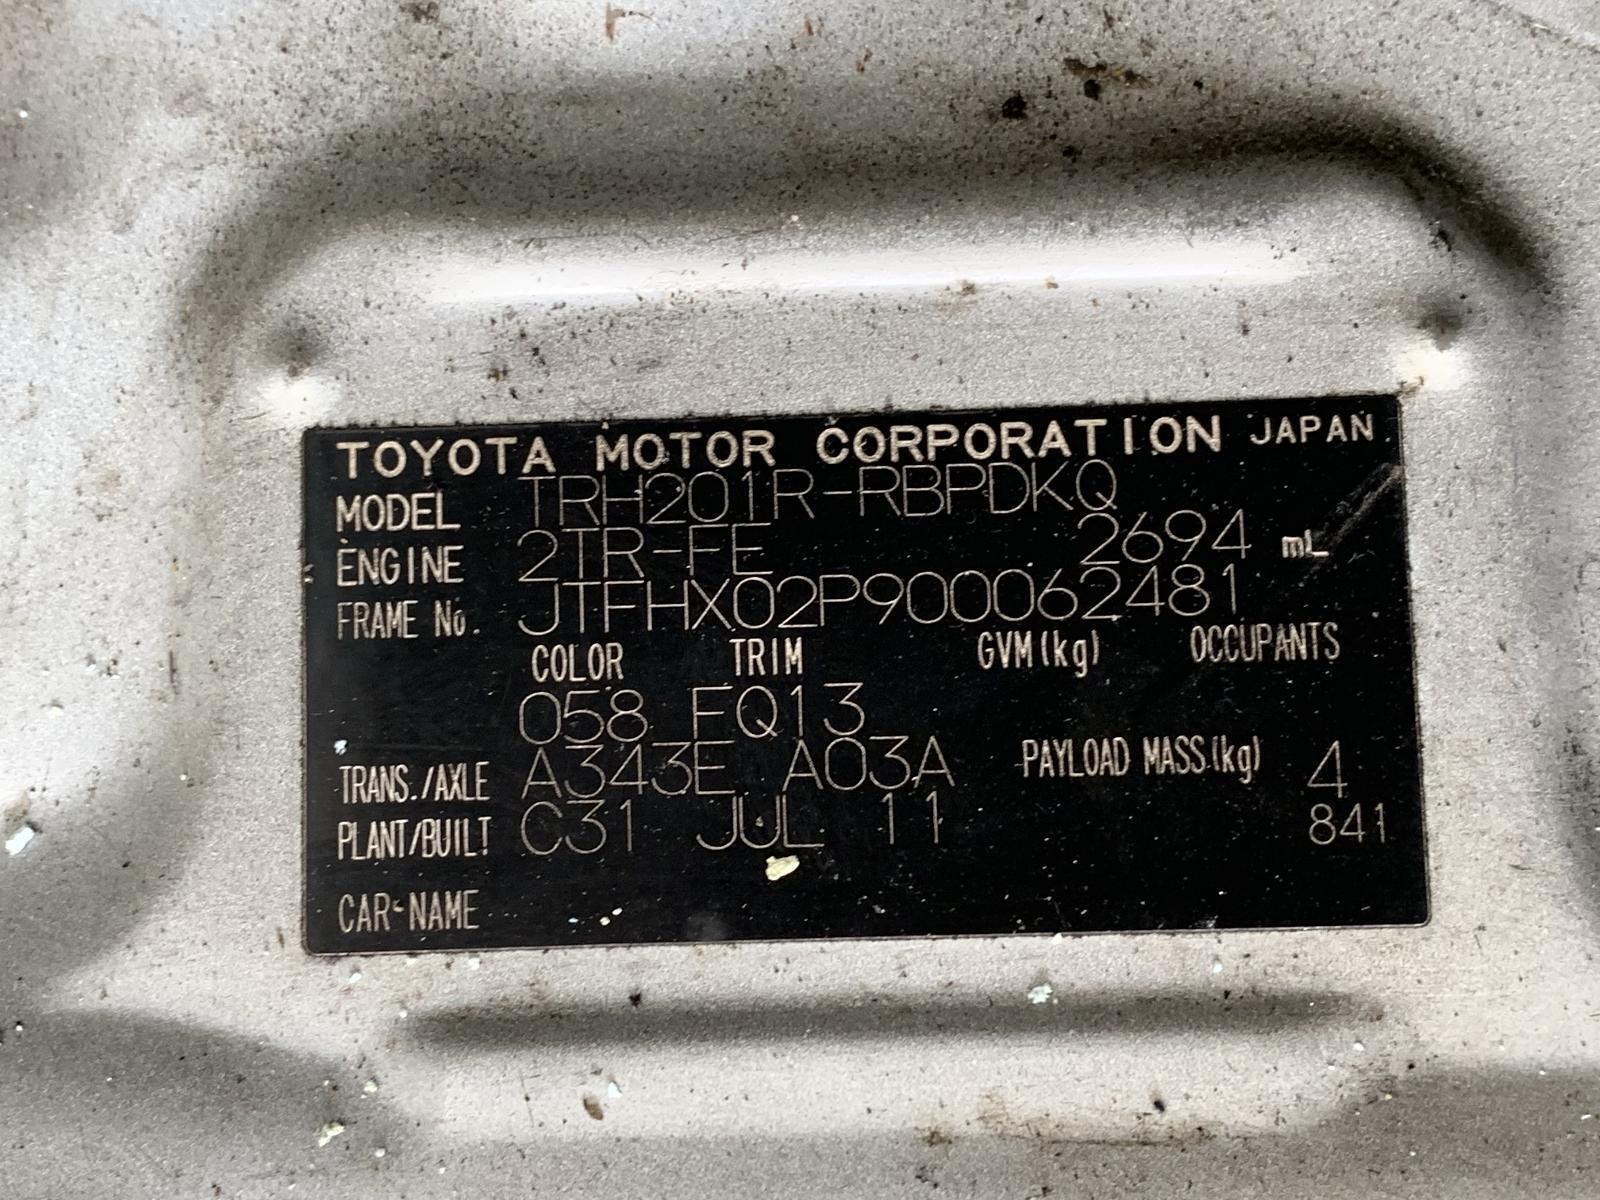 TOYOTA MOTOR CORPORATION JAPAN
MODEL TRH201R-RBPDKQ
ENGINE 2TR-FE 2694 mL
FRAME No. JTFHX02P900062481
COLOR TRIM GVM(kg) OCCUPANTS
058 FQ13
TRANS./AXLE A343E A03A PAYLOAD MASS(kg) 4
PLANT/BUILT C31 JUL 11 841
CAR-NAME